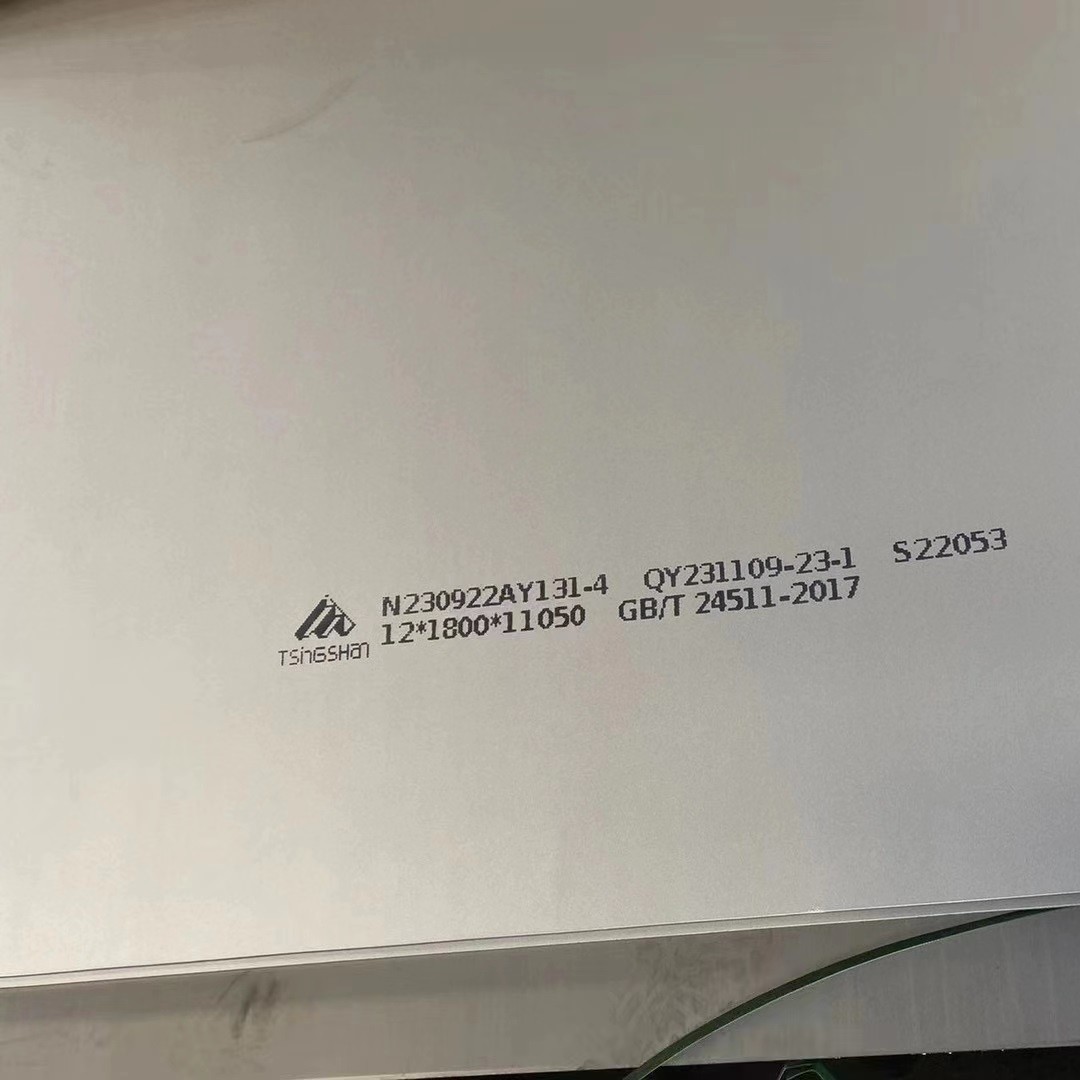 N230922AY131-4 QY231109-23-1 S22053
12*1800*11050 GB/T 24511-2017
TSinGSHan